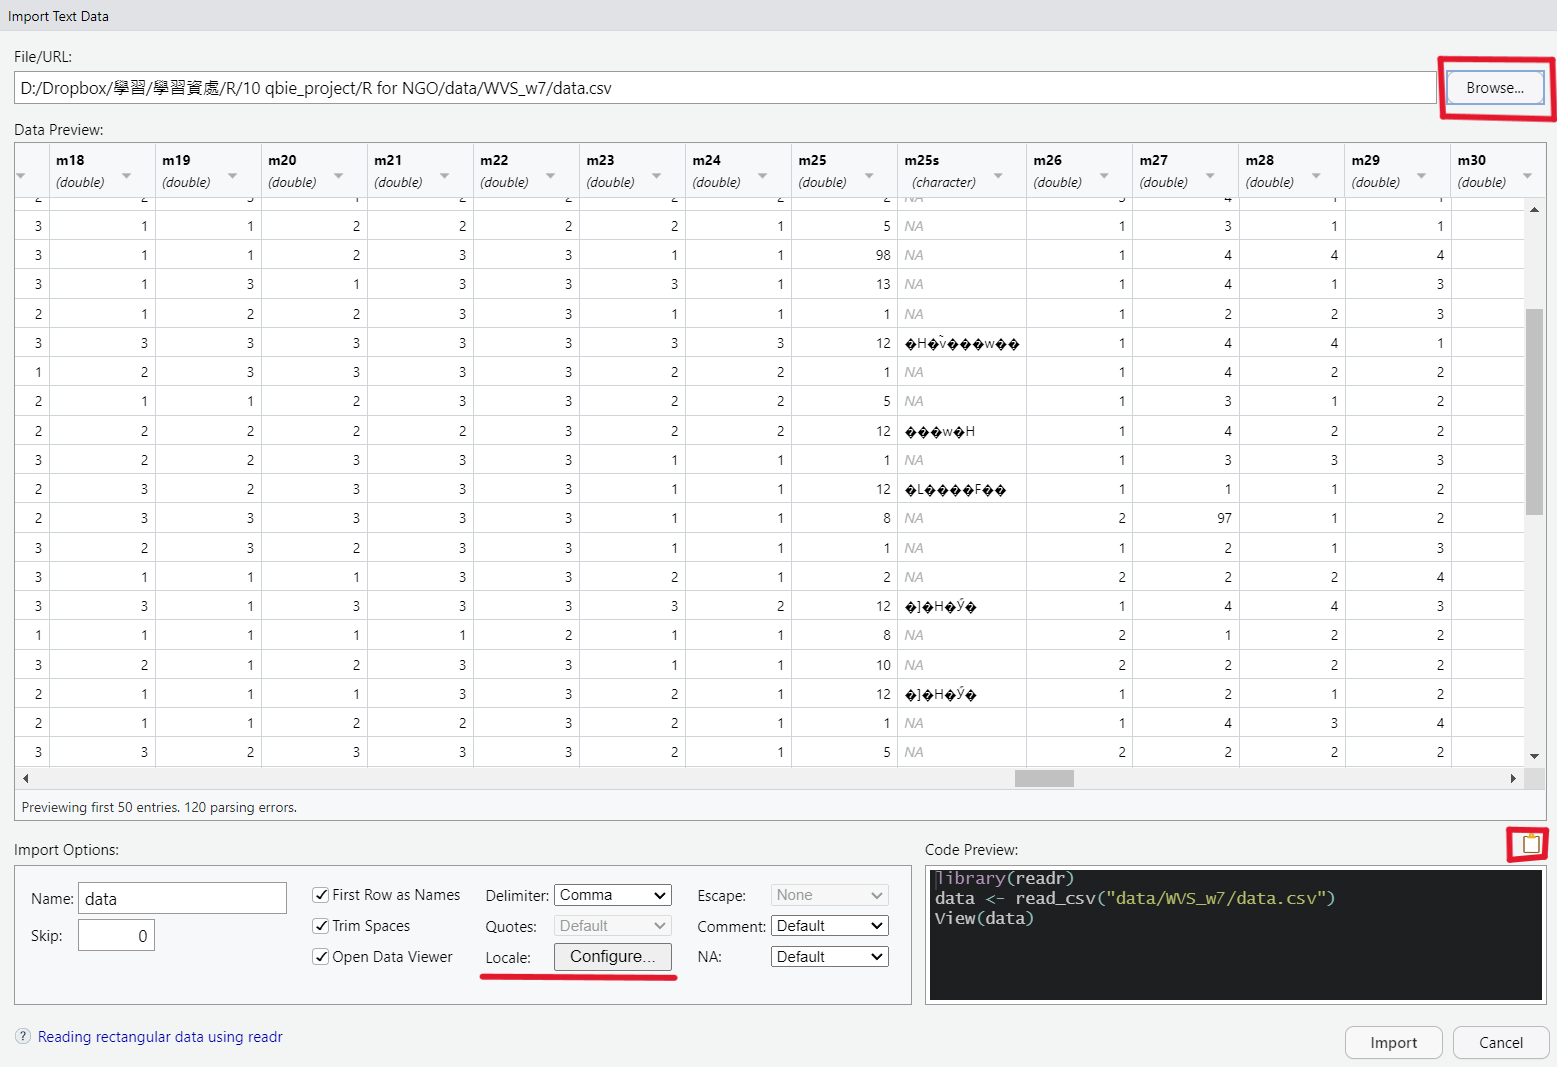 Import Text Data
File/URL:
D:/Dropbox/學習/學習資處/R/10 qbie_project/R for NGO/data/WVS_w7/data.csv
Browse...
Data Preview:
m18 m19 m20 m21 m22 m23 m24 m25 m25s m26 m27 m28 m29 m30
(double) (double) (double) (double) (double) (double) (double) (double) (character) (double) (double) (double) (double) (double)
3 1 1 2 2 2 2 1 5 NA 1 3 1 1
3 1 1 2 3 3 1 1 98 NA 1 4 4 4
3 1 3 1 3 3 3 1 13 NA 1 4 1 3
2 1 2 2 3 3 1 1 1 NA 1 2 2 3
3 3 3 3 3 3 3 3 12 �H�ṽ���w�� 1 4 4 1
1 2 3 3 3 3 2 2 1 NA 1 4 2 2
2 1 1 2 3 3 2 2 5 NA 1 3 1 2
2 2 2 2 2 3 2 2 12 ���w�H 1 4 2 2
3 2 2 3 3 3 1 1 1 NA 1 3 3 3
2 3 2 3 3 3 1 1 12 �L����F�� 1 1 1 2
2 3 3 3 3 3 1 1 8 NA 2 97 1 2
3 2 3 2 3 3 1 1 1 NA 1 2 1 3
3 1 1 1 3 3 2 1 2 NA 2 2 2 4
3 3 1 3 3 3 3 2 12 �]�H�Ӳ� 1 4 4 3
1 1 1 1 1 2 1 1 8 NA 2 1 2 2
3 2 1 2 3 3 1 1 10 NA 2 2 2 2
2 1 1 1 3 3 2 1 12 �]�H�Ӳ� 1 2 1 2
2 1 1 2 2 3 2 1 1 NA 1 4 3 4
3 3 2 3 3 3 2 1 5 NA 2 2 2 2
Previewing first 50 entries. 120 parsing errors.
Import Options:
Name: data
Skip: 0
First Row as Names
Trim Spaces
Open Data Viewer
Delimiter: Comma
Quotes: Default
Locale: Configure...
Escape: None
Comment: Default
NA: Default
Code Preview:
library(readr)
data <- read_csv("data/WVS_w7/data.csv")
View(data)
? Reading rectangular data using readr
Import
Cancel